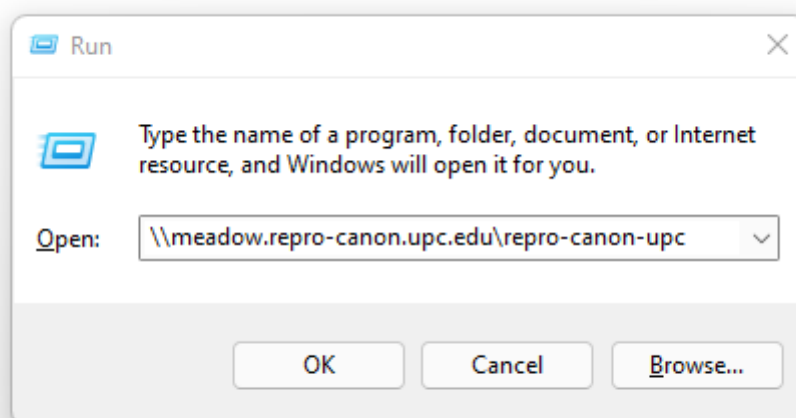 Run
Type the name of a program, folder, document, or Internet
resource, and Windows will open it for you.
Open: \\meadow.repro-canon.upc.edu\repro-canon-upc
OK Cancel Browse...